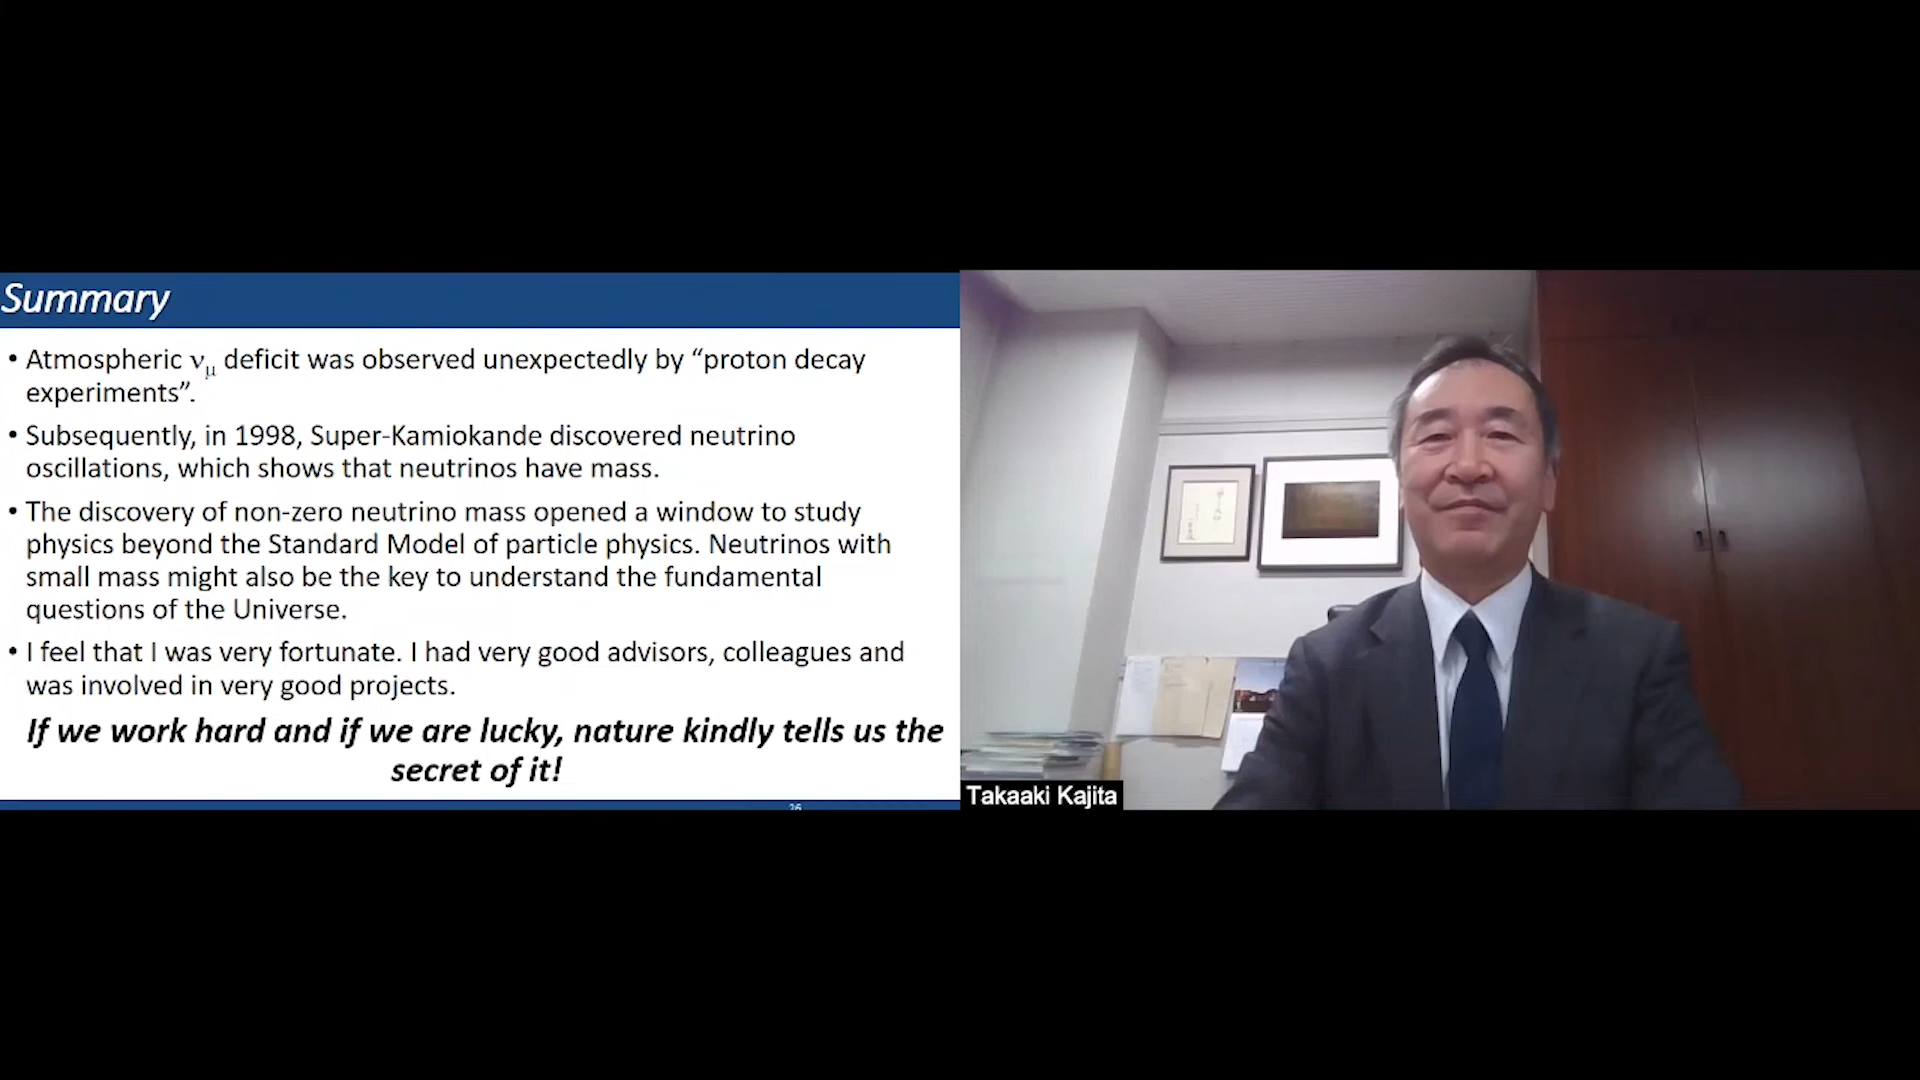 Summary
• Atmospheric νμ deficit was observed unexpectedly by “proton decay
experiments”.
• Subsequently, in 1998, Super-Kamiokande discovered neutrino
oscillations, which shows that neutrinos have mass.
• The discovery of non-zero neutrino mass opened a window to study
physics beyond the Standard Model of particle physics. Neutrinos with
small mass might also be the key to understand the fundamental
questions of the Universe.
• I feel that I was very fortunate. I had very good advisors, colleagues and
was involved in very good projects.
If we work hard and if we are lucky, nature kindly tells us the
secret of it!
Takaaki Kajita